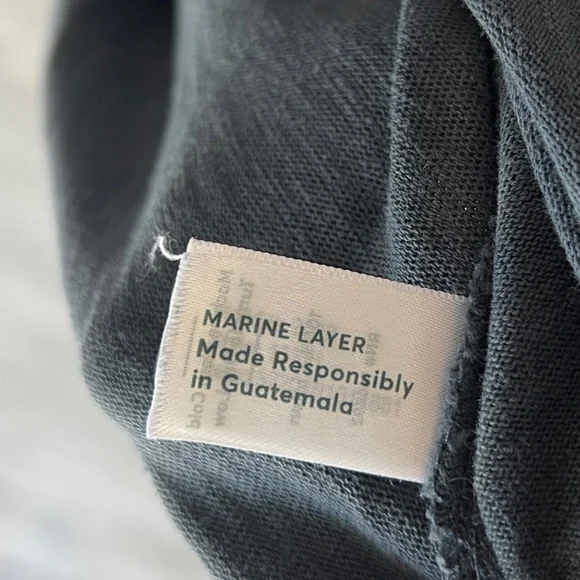 MARINE LAYER
Made Responsibly
in Guatemala